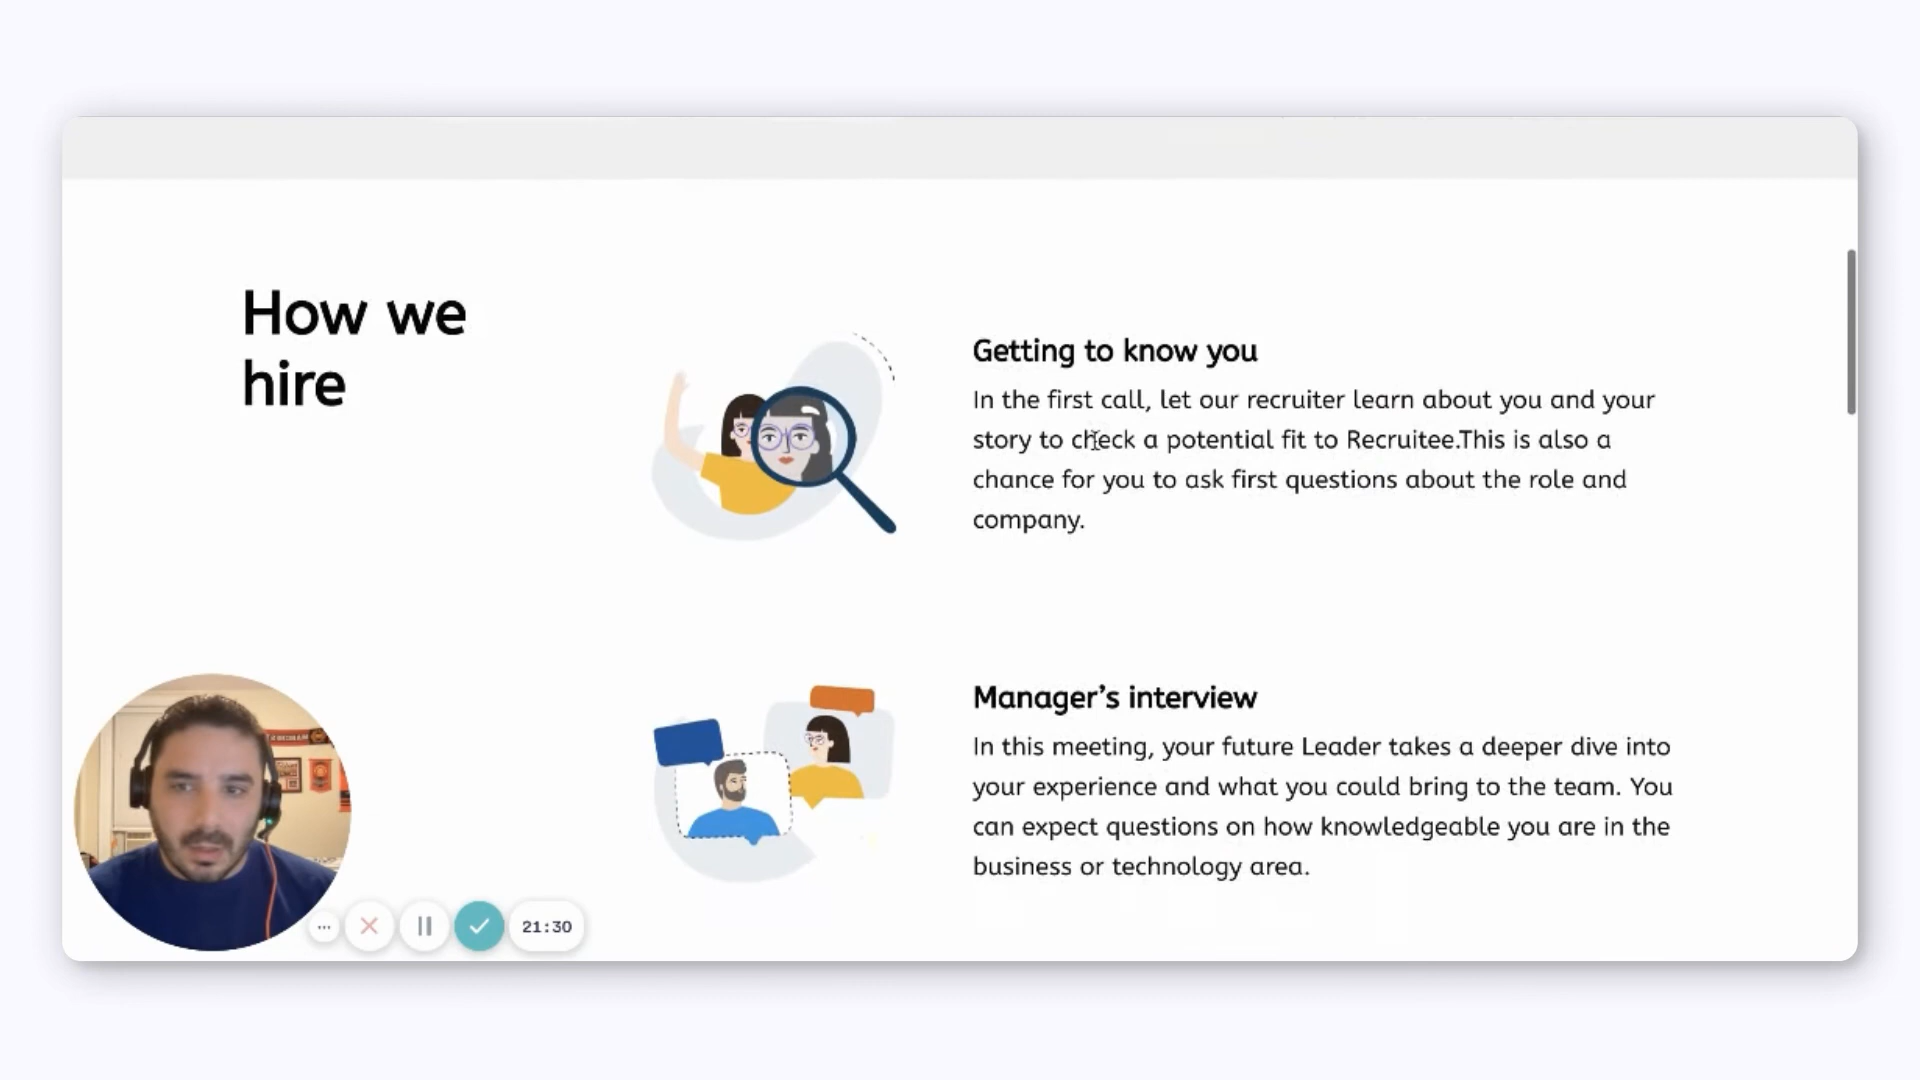 How we
hire
Getting to know you
In the first call, let our recruiter learn about you and your
story to check a potential fit to Recruitee.This is also a
chance for you to ask first questions about the role and
company.
Manager’s interview
In this meeting, your future Leader takes a deeper dive into
your experience and what you could bring to the team. You
can expect questions on how knowledgeable you are in the
business or technology area.
21:30